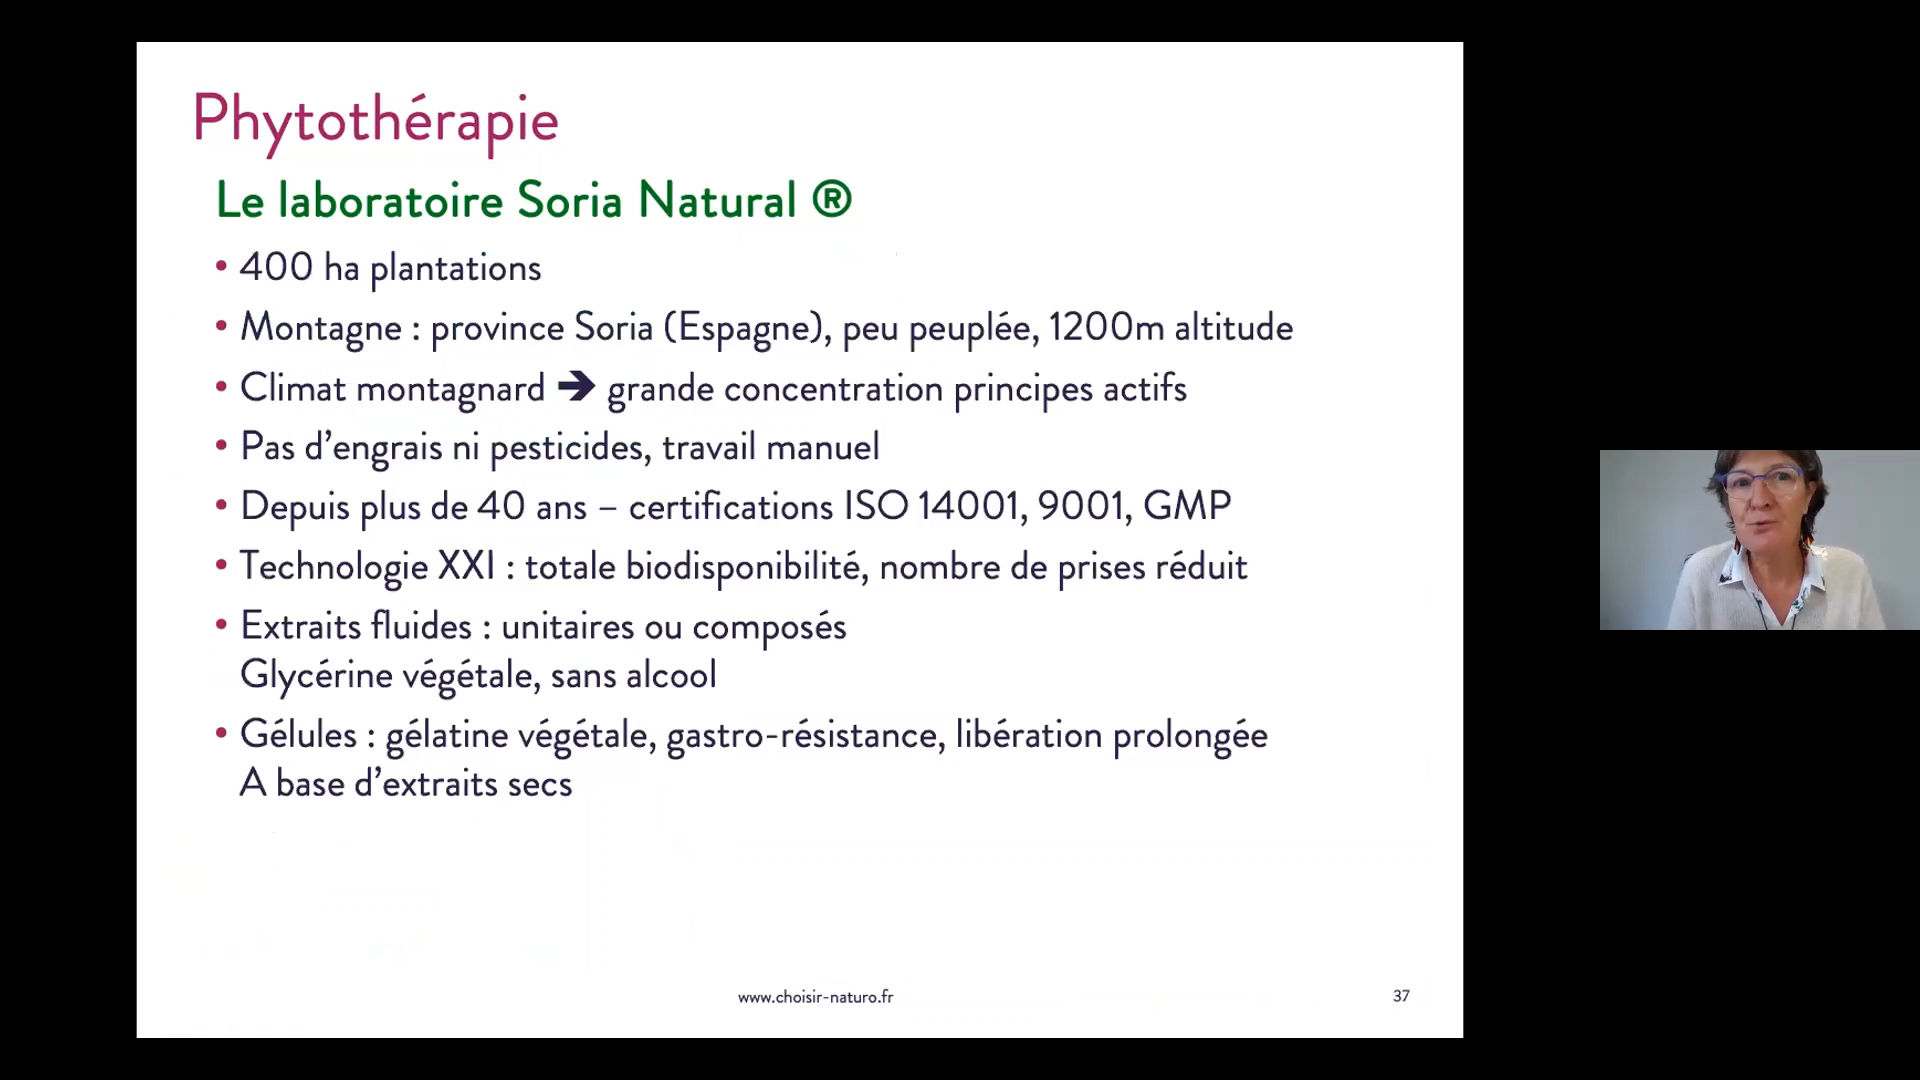 Phytothérapie
Le laboratoire Soria Natural ®
• 400 ha plantations
• Montagne : province Soria (Espagne), peu peuplée, 1200m altitude
• Climat montagnard ➔ grande concentration principes actifs
• Pas d’engrais ni pesticides, travail manuel
• Depuis plus de 40 ans – certifications ISO 14001, 9001, GMP
• Technologie XXI : totale biodisponibilité, nombre de prises réduit
• Extraits fluides : unitaires ou composés
Glycérine végétale, sans alcool
• Gélules : gélatine végétale, gastro-résistance, libération prolongée
A base d’extraits secs
www.choisir-naturo.fr
37